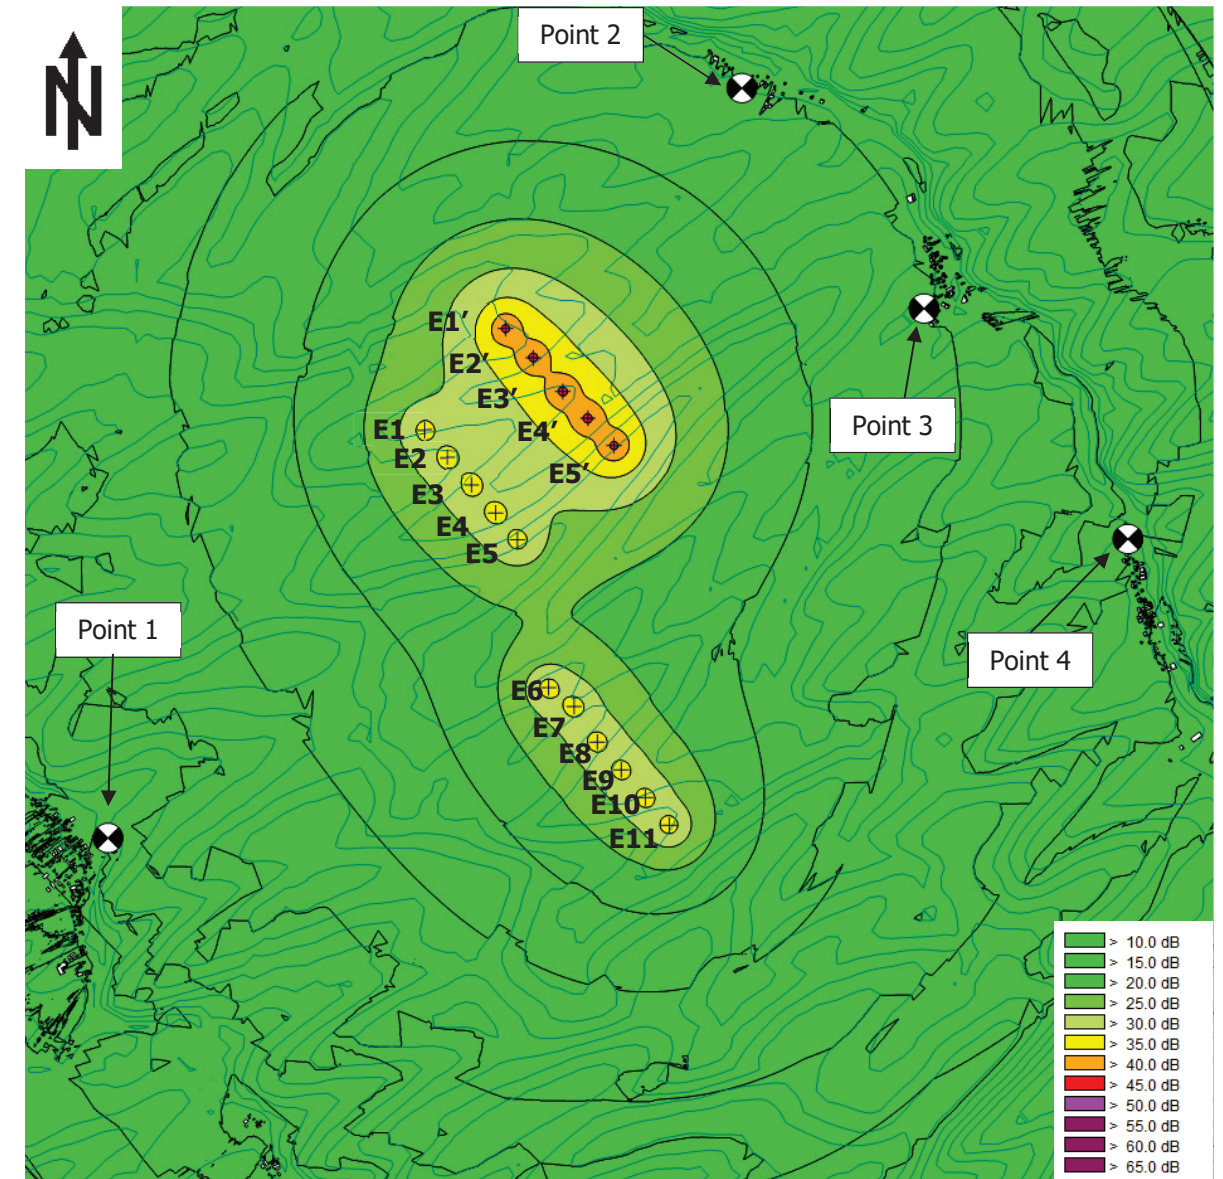 N
Point 2
E1’
E2’
E3’
E4’
E5’
Point 3
E1
E2
E3
E4
E5
Point 1
Point 4
E6
E7
E8
E9
E10
E11
> 10.0 dB
> 15.0 dB
> 20.0 dB
> 25.0 dB
> 30.0 dB
> 35.0 dB
> 40.0 dB
> 45.0 dB
> 50.0 dB
> 55.0 dB
> 60.0 dB
> 65.0 dB